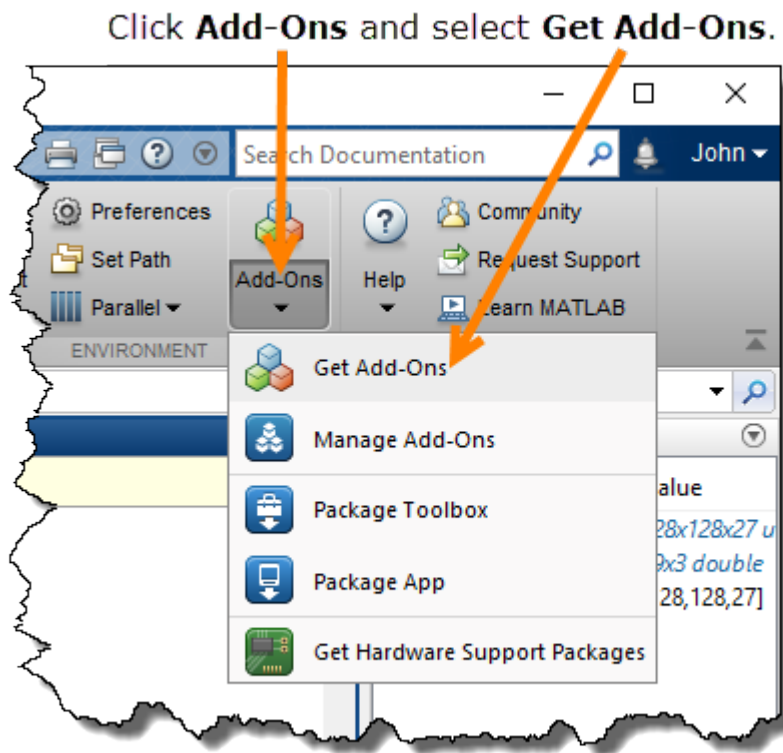 Click Add-Ons and select Get Add-Ons.
Search Documentation
John
Preferences
Community
Set Path
Add-Ons
Help
Request Support
Parallel
Learn MATLAB
ENVIRONMENT
Get Add-Ons
Manage Add-Ons
Package Toolbox
alue
28x128x27 u
9x3 double
Package App
28,128,27]
Get Hardware Support Packages